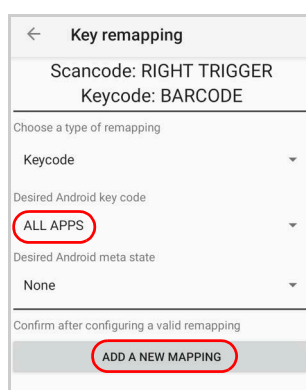 Key remapping
Scancode: RIGHT TRIGGER
Keycode: BARCODE
Choose a type of remapping
Keycode
Desired Android key code
ALL APPS
Desired Android meta state
None
Confirm after configuring a valid remapping
ADD A NEW MAPPING